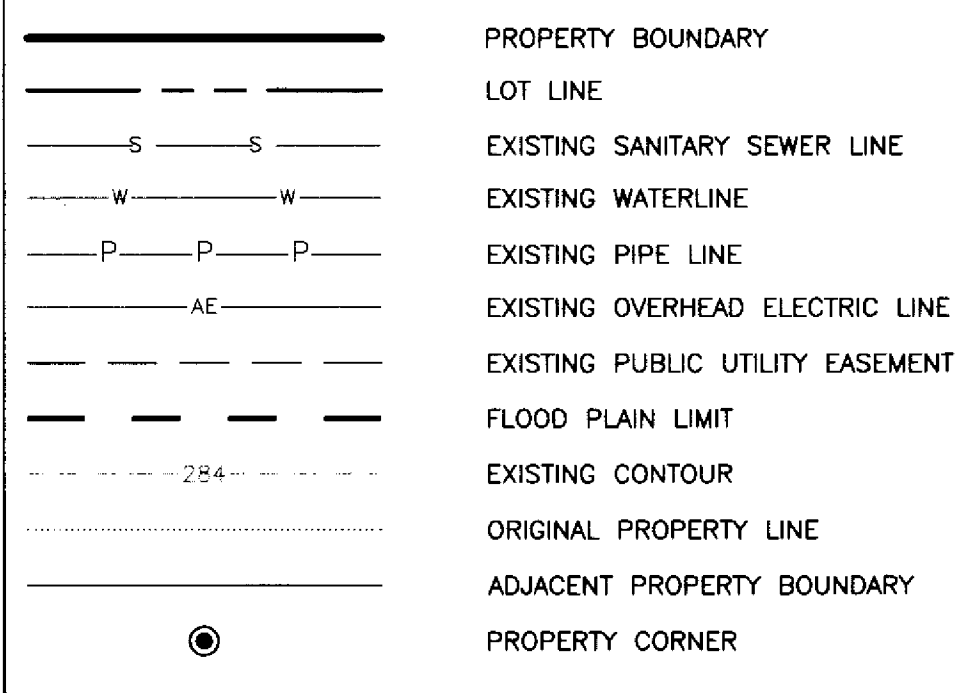 PROPERTY BOUNDARY
LOT LINE
S S EXISTING SANITARY SEWER LINE
W W EXISTING WATERLINE
P P P EXISTING PIPE LINE
AE EXISTING OVERHEAD ELECTRIC LINE
EXISTING PUBLIC UTILITY EASEMENT
FLOOD PLAIN LIMIT
284 EXISTING CONTOUR
ORIGINAL PROPERTY LINE
ADJACENT PROPERTY BOUNDARY
PROPERTY CORNER